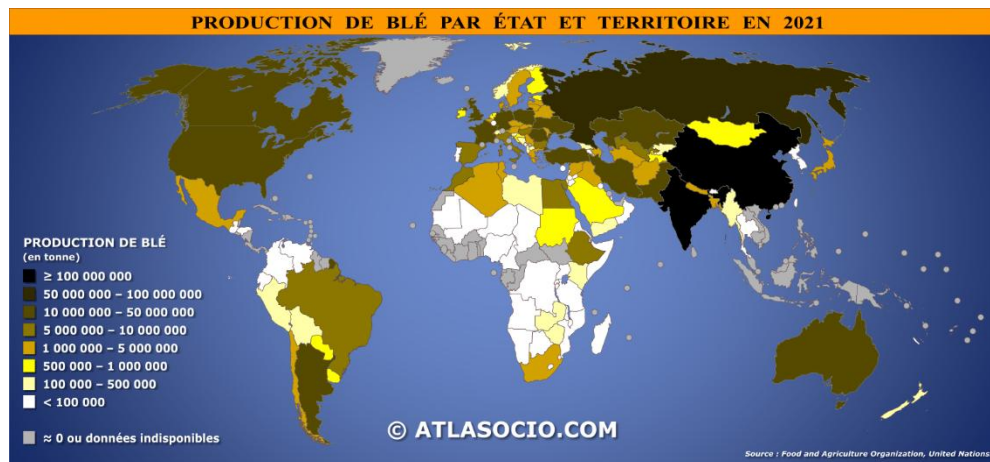 PRODUCTION DE BLÉ PAR ÉTAT ET TERRITOIRE EN 2021
PRODUCTION DE BLÉ
(en tonne)
≥ 100 000 000
50 000 000 – 100 000 000
10 000 000 – 50 000 000
5 000 000 – 10 000 000
1 000 000 – 5 000 000
500 000 – 1 000 000
100 000 – 500 000
< 100 000
≈ 0 ou données indisponibles
© ATLASOCIO.COM
Source : Food and Agriculture Organization, United Nations